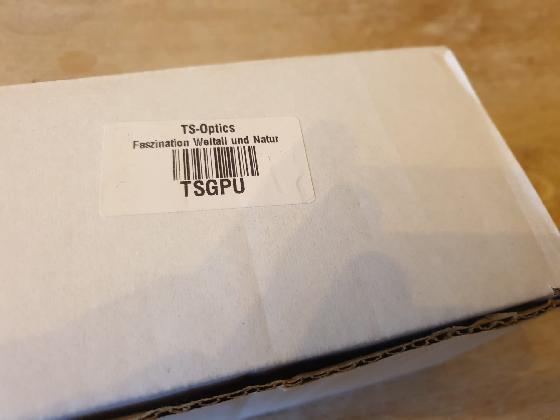 TS-Optics
Faszination Weltall und Natur
TSGPU